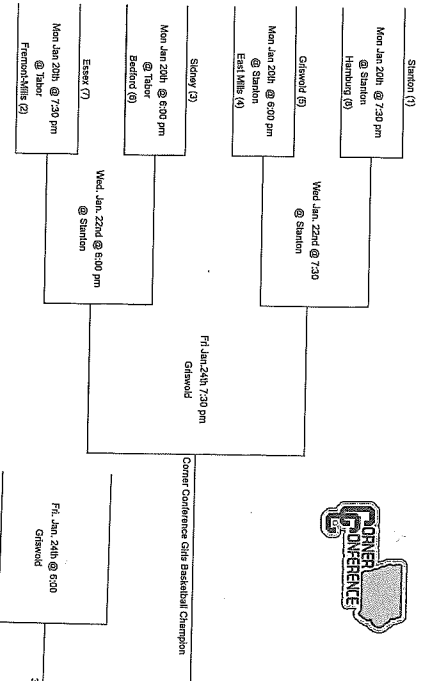 Stanton (1)
Mon Jan 20th @ 7:30 pm
@ Stanton
Hamburg (8)
Griswold (5)
Mon Jan 20th @ 6:00 pm
@ Stanton
East Mills (4)
Sidney (3)
Mon Jan 20th @ 6:00 pm
@ Tabor
Bedford (6)
Essex (7)
Mon Jan 20th @ 7:30 pm
@ Tabor
Fremont-Mills (2)
Wed Jan. 22nd @ 7:30
@ Stanton
Wed. Jan. 22nd @ 6:00 pm
@ Stanton
Fri Jan.24th 7:30 pm
Griswold
Corner Conference Girls Basketball Champion
CORNER
CONFERENCE
Fri. Jan. 24th @ 6:00
Griswold